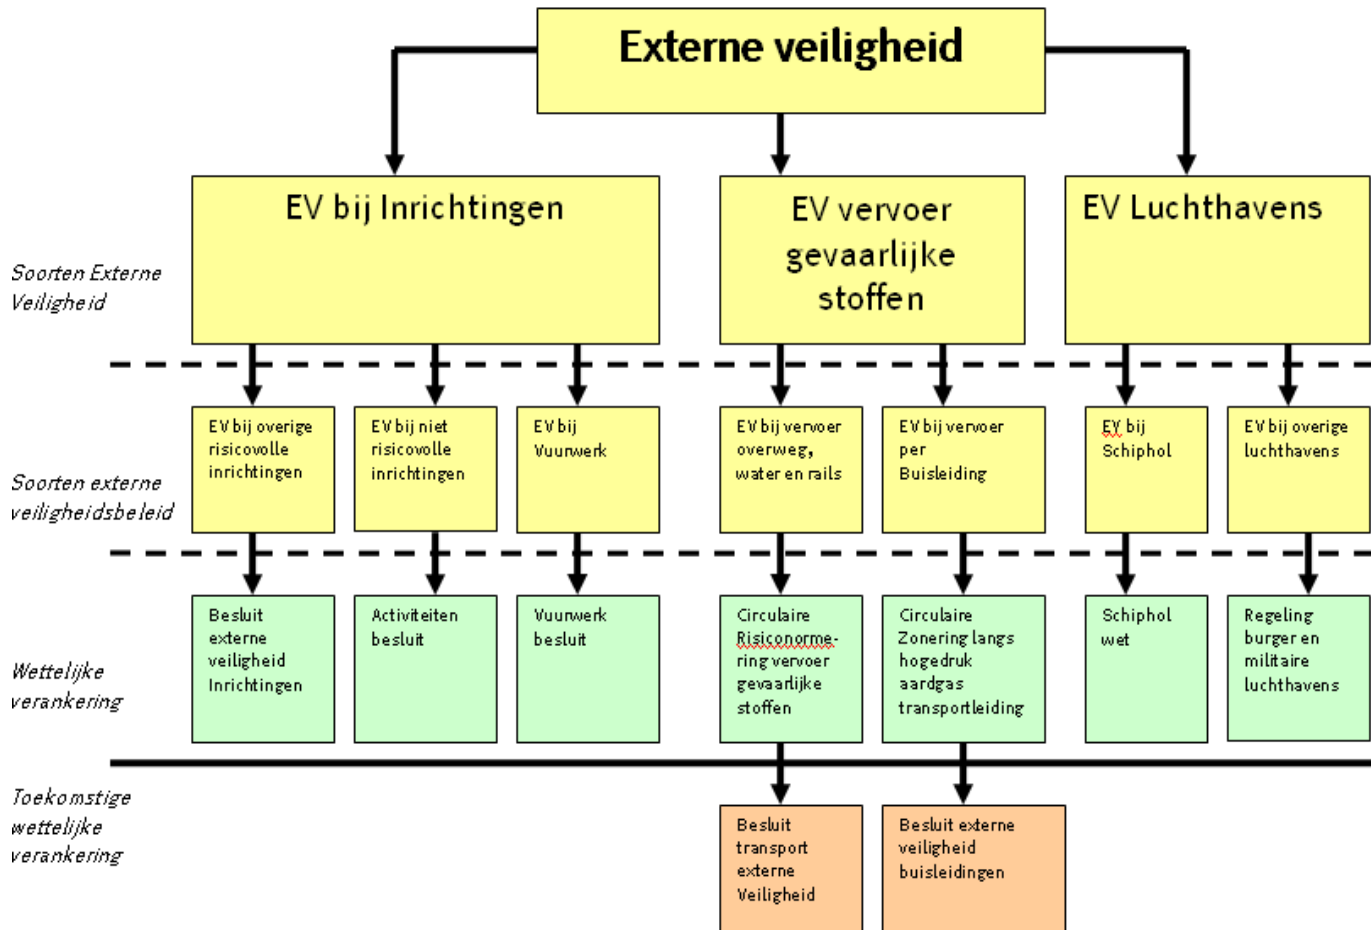 Externe veiligheid
EV bij Inrichtingen
EV vervoer
gevaarlijke
stoffen
EV Luchthavens
Soorten Externe
Veiligheid
EV bij overige
risicovolle
inrichtingen
EV bij niet
risicovolle
inrichtingen
EV bij
Vuurwerk
EV bij vervoer
overweg,
water en rails
EV bij vervoer
per
Buisleiding
EV bij
Schiphol
EV bij overige
luchthavens
Soorten externe
veiligheidsbeleid
Besluit
externe
veiligheid
Inrichtingen
Activiteiten
besluit
Vuurwerk
besluit
Circulaire
Risiconorme-
ring vervoer
gevaarlijke
stoffen
Circulaire
Zonering langs
hogedruk
aardgas
transportleiding
Schiphol
wet
Regeling
burger en
militaire
luchthavens
Wettelijke
verankering
Toekomstige
wettelijke
verankering
Besluit
transport
externe
Veiligheid
Besluit externe
veiligheid
buisleidingen